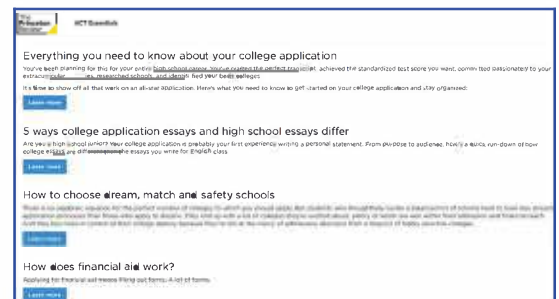 The
Princeton
Review
ACT Essentials
Everything you need to know about your college application
You've been planning for this for your entire high school career. You've created the perfect transcript, achieved the standardized test score you want, committed passionately to your
extracurricular researched schools, and identified your best colleges.
It's time to show off all that work on an all-star application. Here's what you need to know to get started on your college application and stay organized:
Learn more
5 ways college application essays and high school essays differ
Are you a high school junior? Your college application is probably your first experience writing a personal statement. From purpose to audience, here's a quick run-down of how
college essays are different the essays you write for English class.
Learn more
How to choose dream, match and safety schools
Learn more
How does financial aid work?
Applying for financial aid means filling out forms. A lot of forms.
Learn more